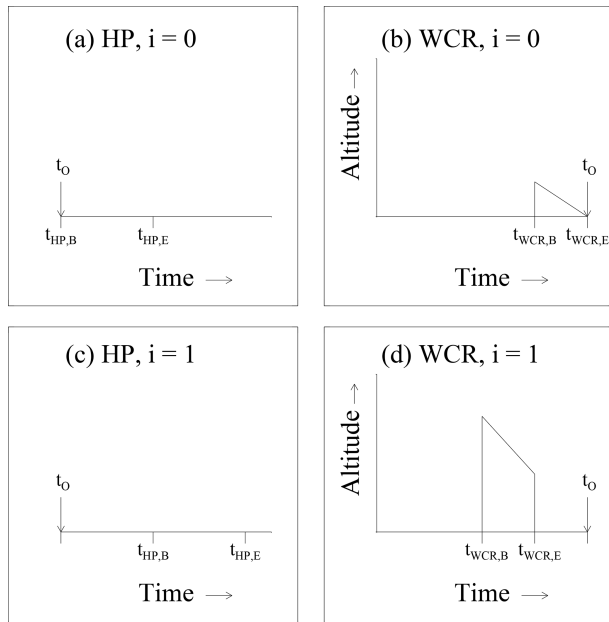 (a) HP, i = 0
t_O
t_HP,B t_HP,E
Time →
(b) WCR, i = 0
Altitude →
t_O
t_WCR,B t_WCR,E
Time →
(c) HP, i = 1
t_O
t_HP,B t_HP,E
Time →
(d) WCR, i = 1
Altitude →
t_O
t_WCR,B t_WCR,E
Time →